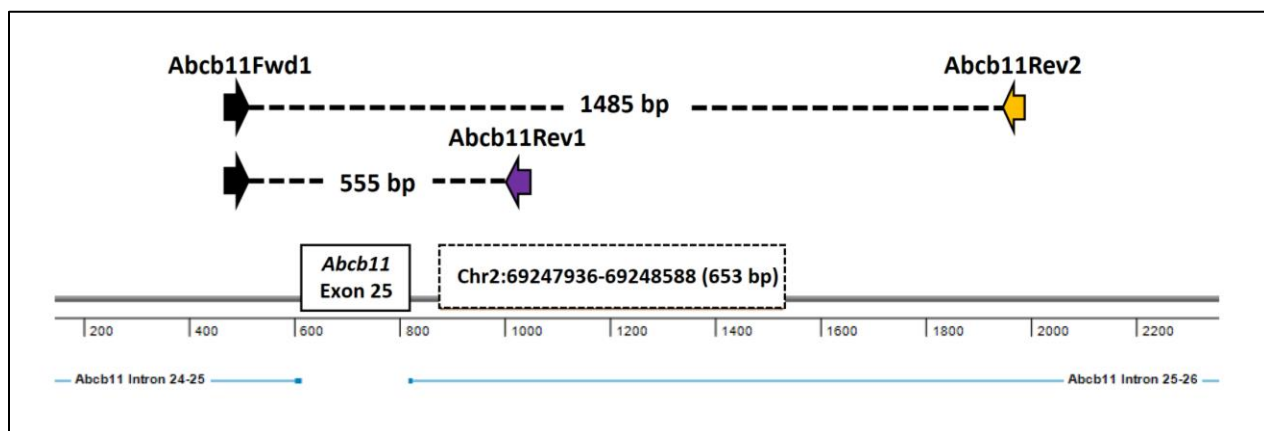 Abcb11Fwd1
Abcb11Rev2
1485 bp
Abcb11Rev1
555 bp
Abcb11
Exon 25
Chr2:69247936-69248588 (653 bp)
200 400 600 800 1000 1200 1400 1600 1800 2000 2200
Abcb11 Intron 24-25 Abcb11 Intron 25-26